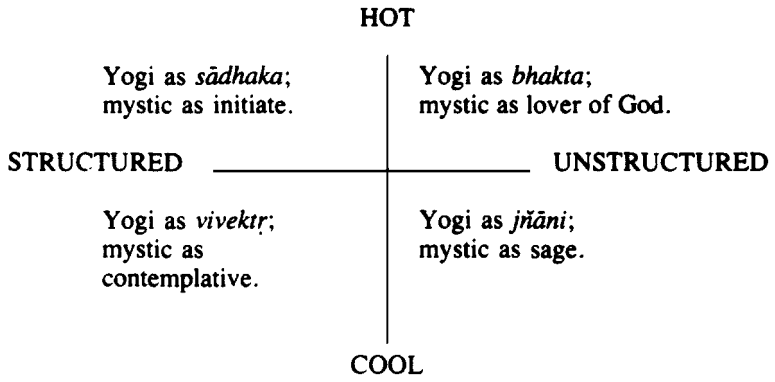 HOT
Yogi as sādhaka;
mystic as initiate.
Yogi as bhakta;
mystic as lover of God.
STRUCTURED
UNSTRUCTURED
Yogi as vivektṛ;
mystic as
contemplative.
Yogi as jñāni;
mystic as sage.
COOL